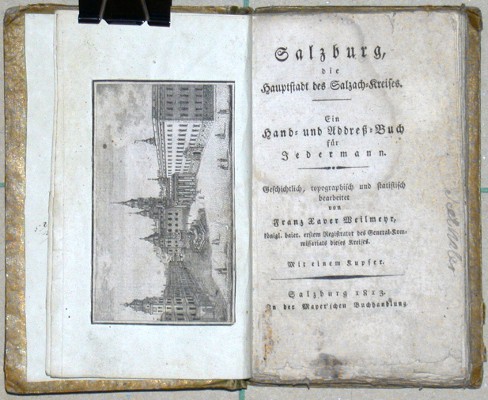 Salzburg,
die
Hauptstadt des Salzach-Kreises.
Ein
Hand- und Addreß-Buch
für
Jedermann.
Geschichtlich, topographisch und statistisch
bearbeitet
von
Franz Xaver Weilmeyr,
königl. baier. erstem Registrator des General-Kom-
missariats dieses Kreises.
Mit einem Kupfer.
Salzburg 1813.
In der Mayer'schen Buchhandlung